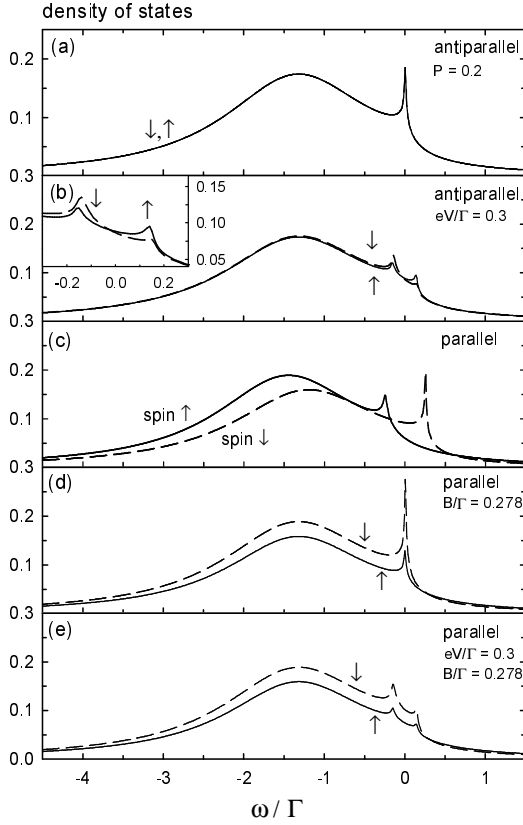 density of states
(a)
antiparallel
P = 0.2
0.2
0.1
↓,↑
0.3
(b)
antiparallel
eV/Γ = 0.3
↓
↑
0.15
0.10
0.05
-0.2
0.0
0.2
0.2
0.1
↓
↑
0.3
(c)
parallel
0.2
0.1
spin ↑
spin ↓
0.3
(d)
parallel
B/Γ = 0.278
0.2
0.1
↓
↑
0.3
(e)
parallel
eV/Γ = 0.3
B/Γ = 0.278
0.2
0.1
↓
↑
0.0
-4 -3 -2 -1 0 1
ω / Γ